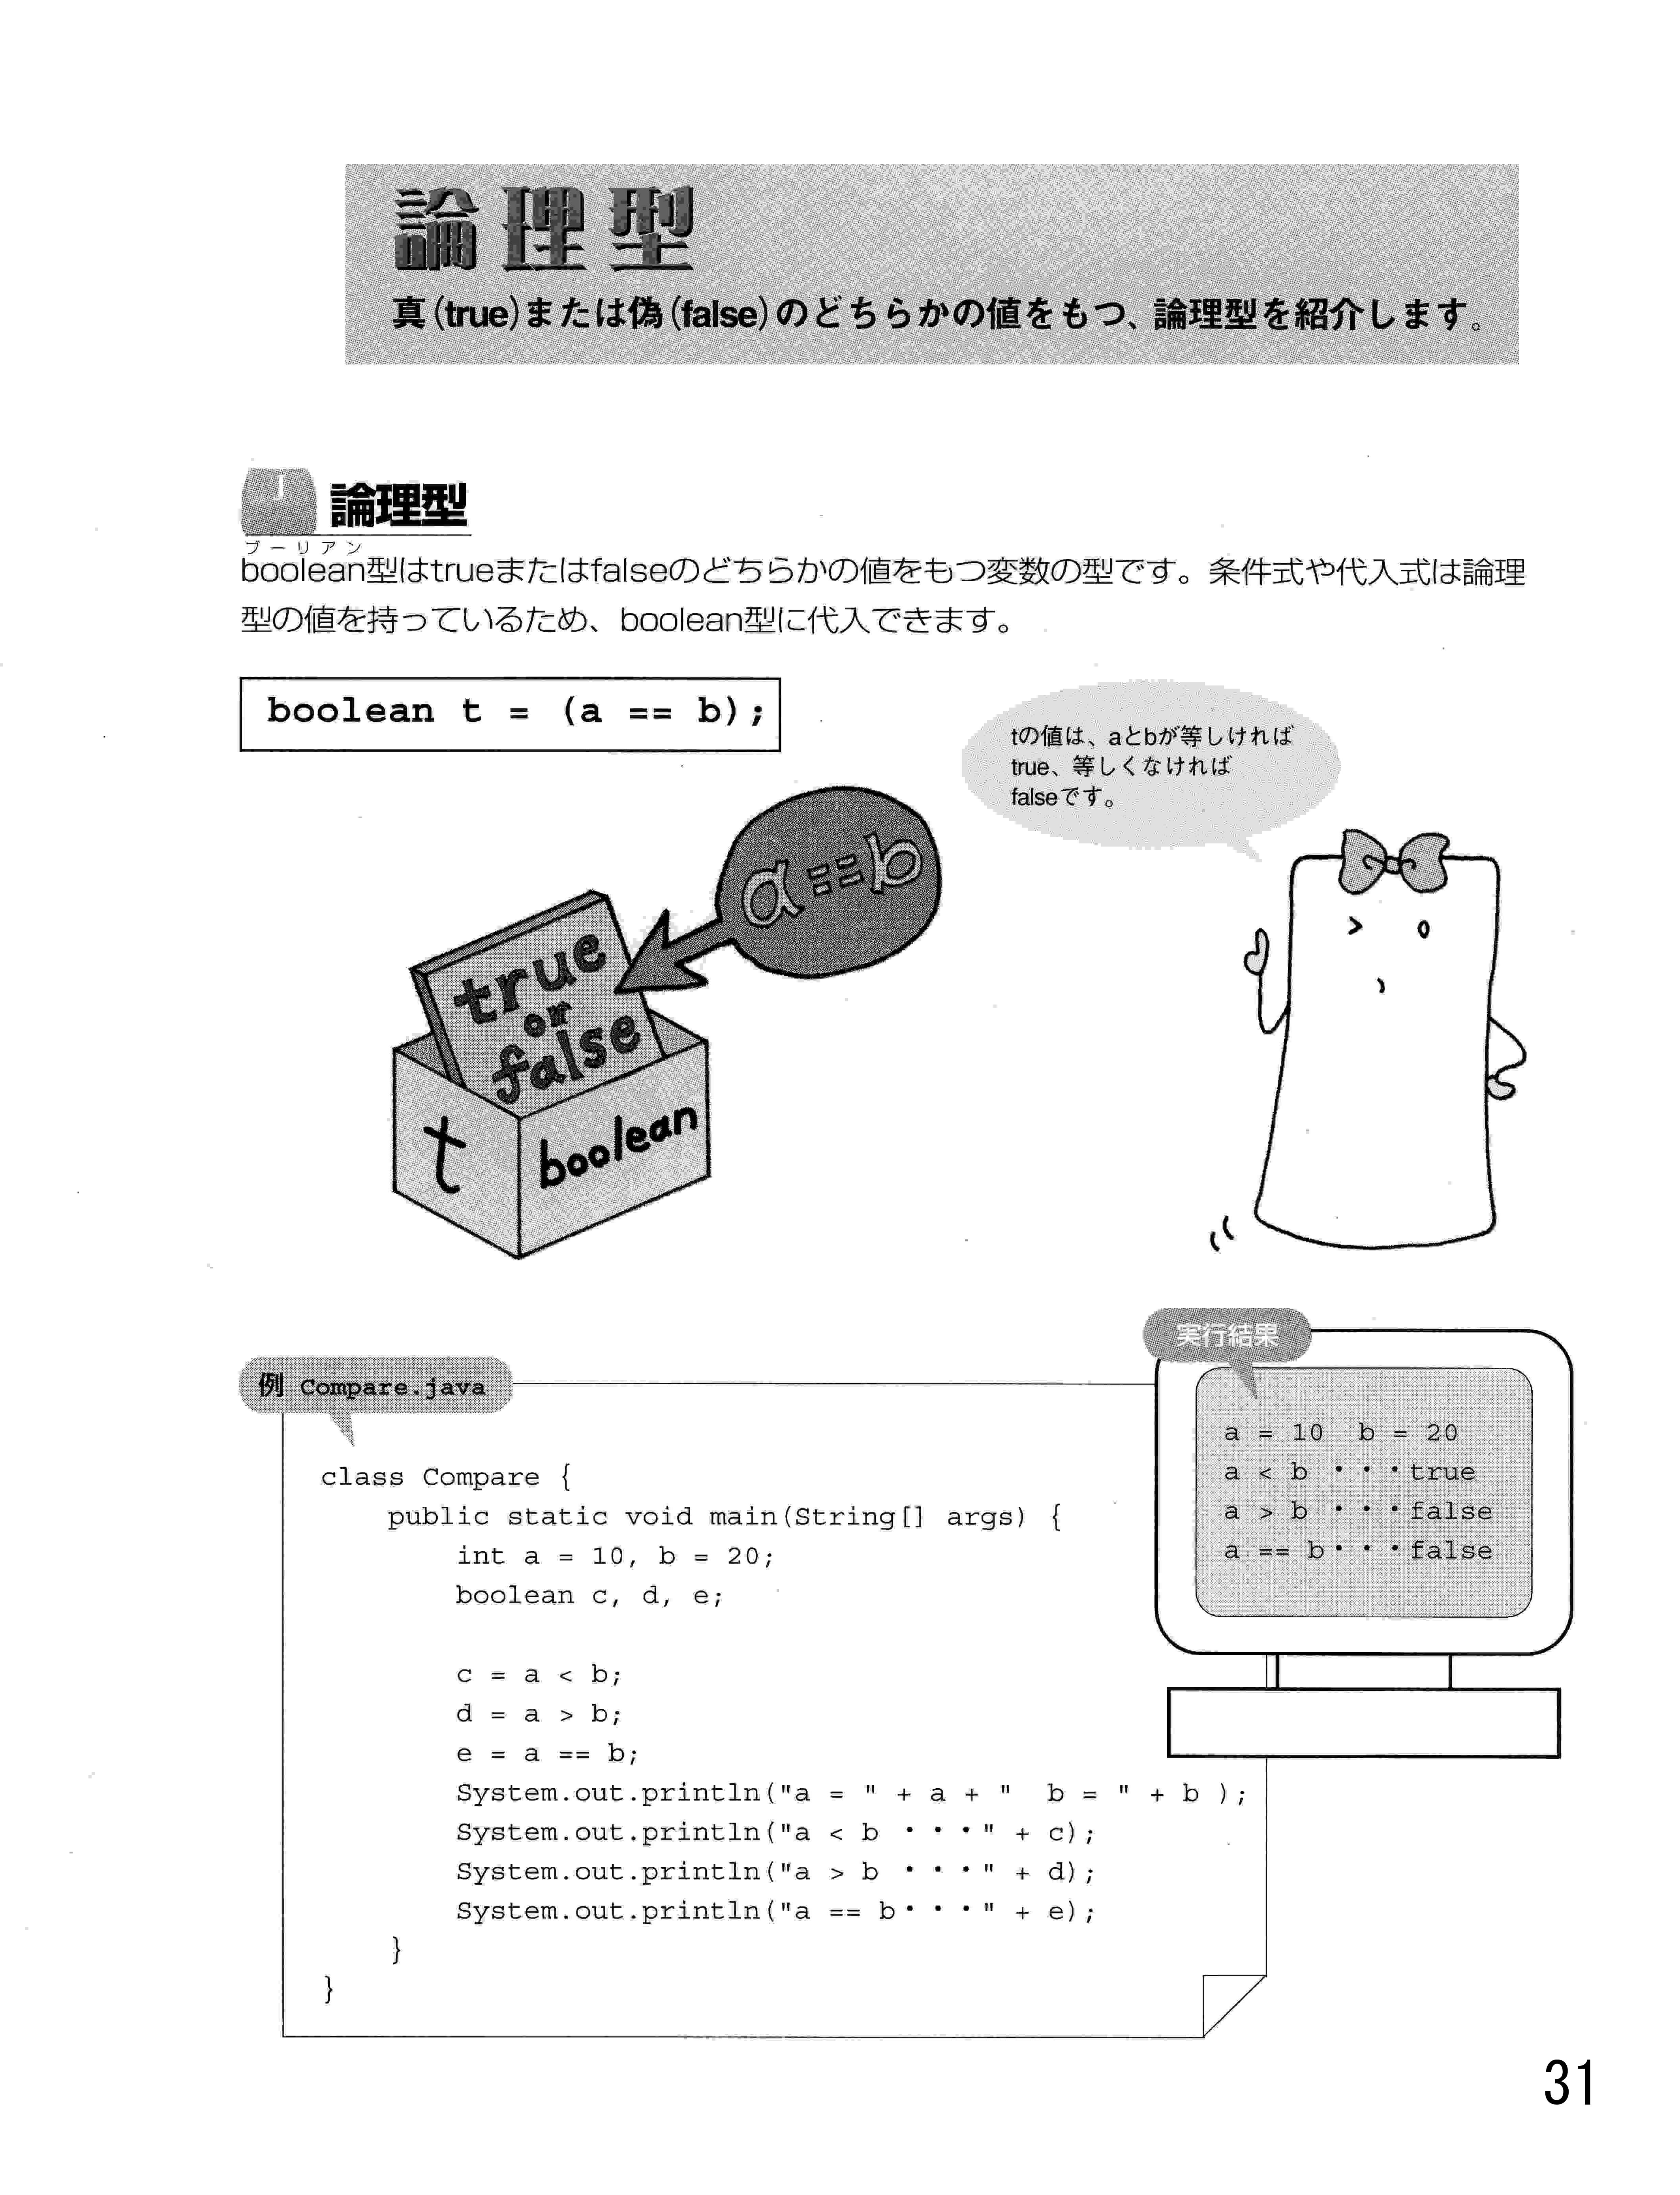 論理型
真(true)または偽(false)のどちらかの値をもつ、論理型を紹介します。
J 論理型
ブーリアン
boolean型はtrueまたはfalseのどちらかの値をもつ変数の型です。条件式や代入式は論理
型の値を持っているため、boolean型に代入できます。
boolean t = (a == b);
tの値は、aとbが等しければ
true、等しくなければ
falseです。
a==b
true
or
false
t boolean
実行結果
a = 10  b = 20
a < b ・・・true
a > b ・・・false
a == b・・・false
例 Compare.java
class Compare {
    public static void main(String[] args) {
        int a = 10, b = 20;
        boolean c, d, e;
        c = a < b;
        d = a > b;
        e = a == b;
        System.out.println("a = " + a + "  b = " + b );
        System.out.println("a < b ・・・" + c);
        System.out.println("a > b ・・・" + d);
        System.out.println("a == b・・・" + e);
    }
}
31